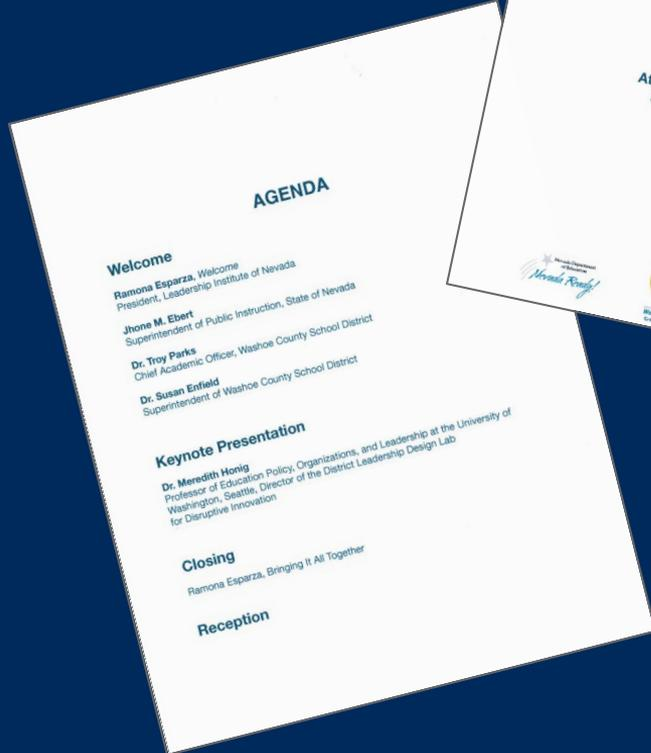 AGENDA
Welcome
Ramona Esparza, Welcome
President, Leadership Institute of Nevada
Jhone M. Ebert
Superintendent of Public Instruction, State of Nevada
Dr. Troy Parks
Chief Academic Officer, Washoe County School District
Dr. Susan Enfield
Superintendent of Washoe County School District
Keynote Presentation
Dr. Meredith Honig
Professor of Education Policy, Organizations, and Leadership at the University of
Washington, Seattle, Director of the District Leadership Design Lab
for Disruptive Innovation
Closing
Ramona Esparza, Bringing It All Together
Reception
Nevada Department
of Education
Nevada Ready!